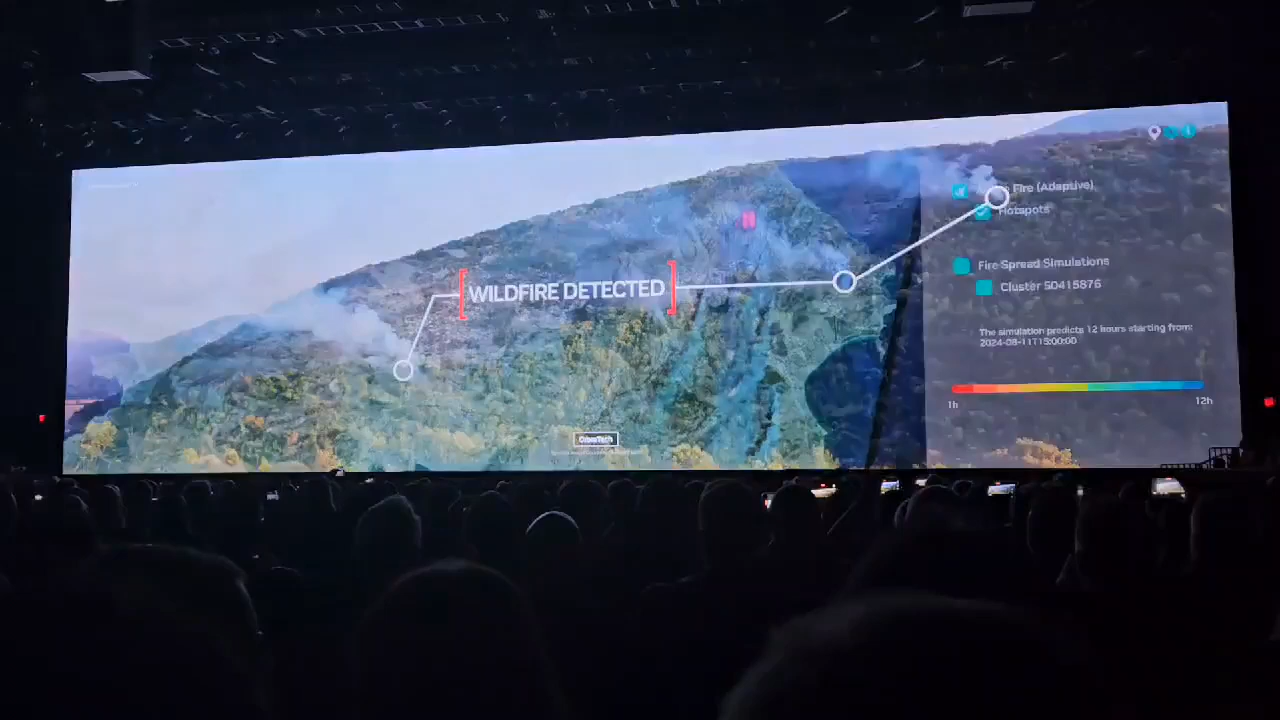 WILDFIRE DETECTED
Fire (Adaptive)
Hotspots
Fire Spread Simulations
Cluster 50415876
The simulation predicts 12 hours starting from:
2024-08-11T15:00:00
1h
12h